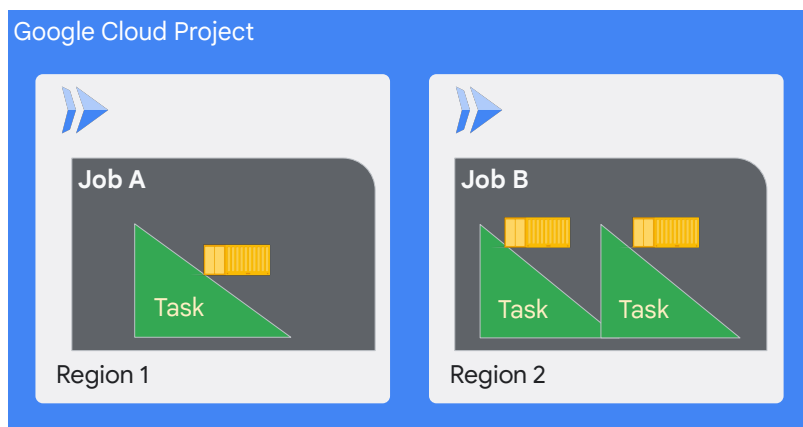 Google Cloud Project
Job A
Task
Region 1
Job B
Task
Task
Region 2